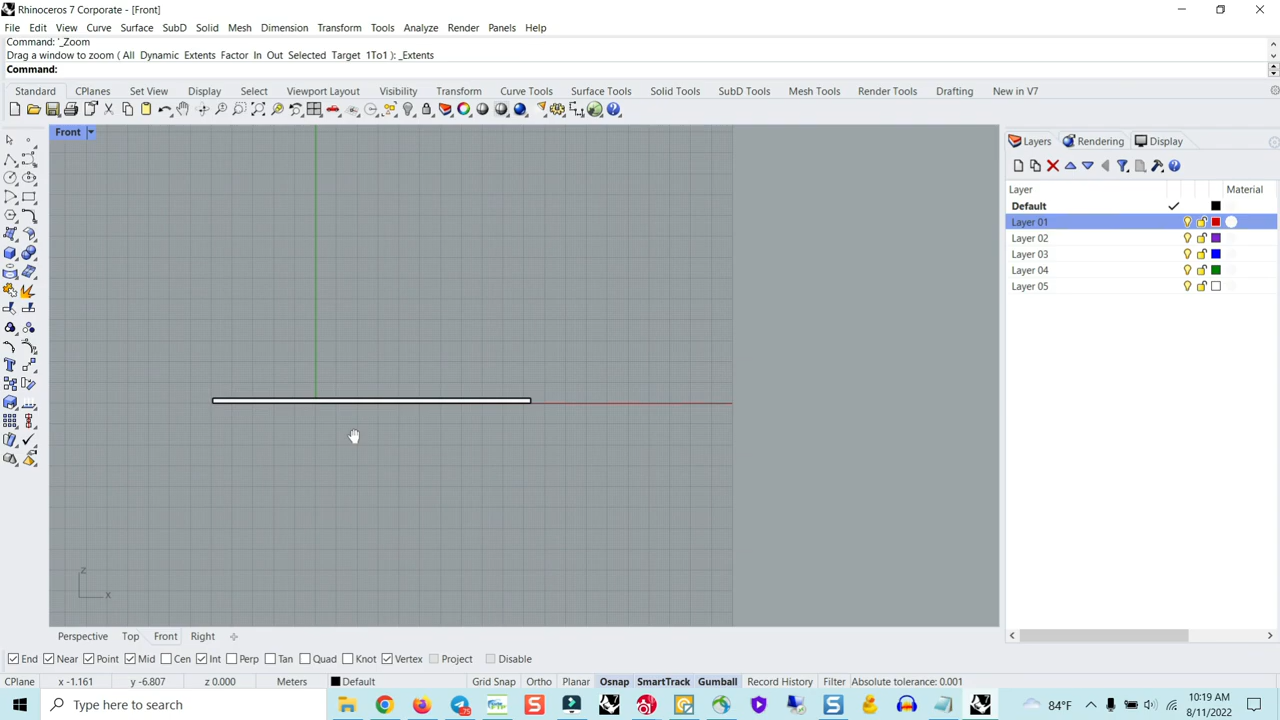 Rhinoceros 7 Corporate - [Front]
File Edit View Curve Surface SubD Solid Mesh Dimension Transform Tools Analyze Render Panels Help
Command: '_Zoom
Drag a window to zoom ( All Dynamic Extents Factor In Out Selected Target 1To1 ): _Extents
Command:
Standard CPlanes Set View Display Select Viewport Layout Visibility Transform Curve Tools Surface Tools Solid Tools SubD Tools Mesh Tools Render Tools Drafting New in V7
Front
Layers Rendering Display
Layer Material
Default
Layer 01
Layer 02
Layer 03
Layer 04
Layer 05
z
x
Perspective Top Front Right
End Near Point Mid Cen Int Perp Tan Quad Knot Vertex Project Disable
CPlane x -1.161 y -6.807 z 0.000 Meters Default Grid Snap Ortho Planar Osnap SmartTrack Gumball Record History Filter Absolute tolerance: 0.001
Type here to search
75
84°F
10:19 AM
8/11/2022